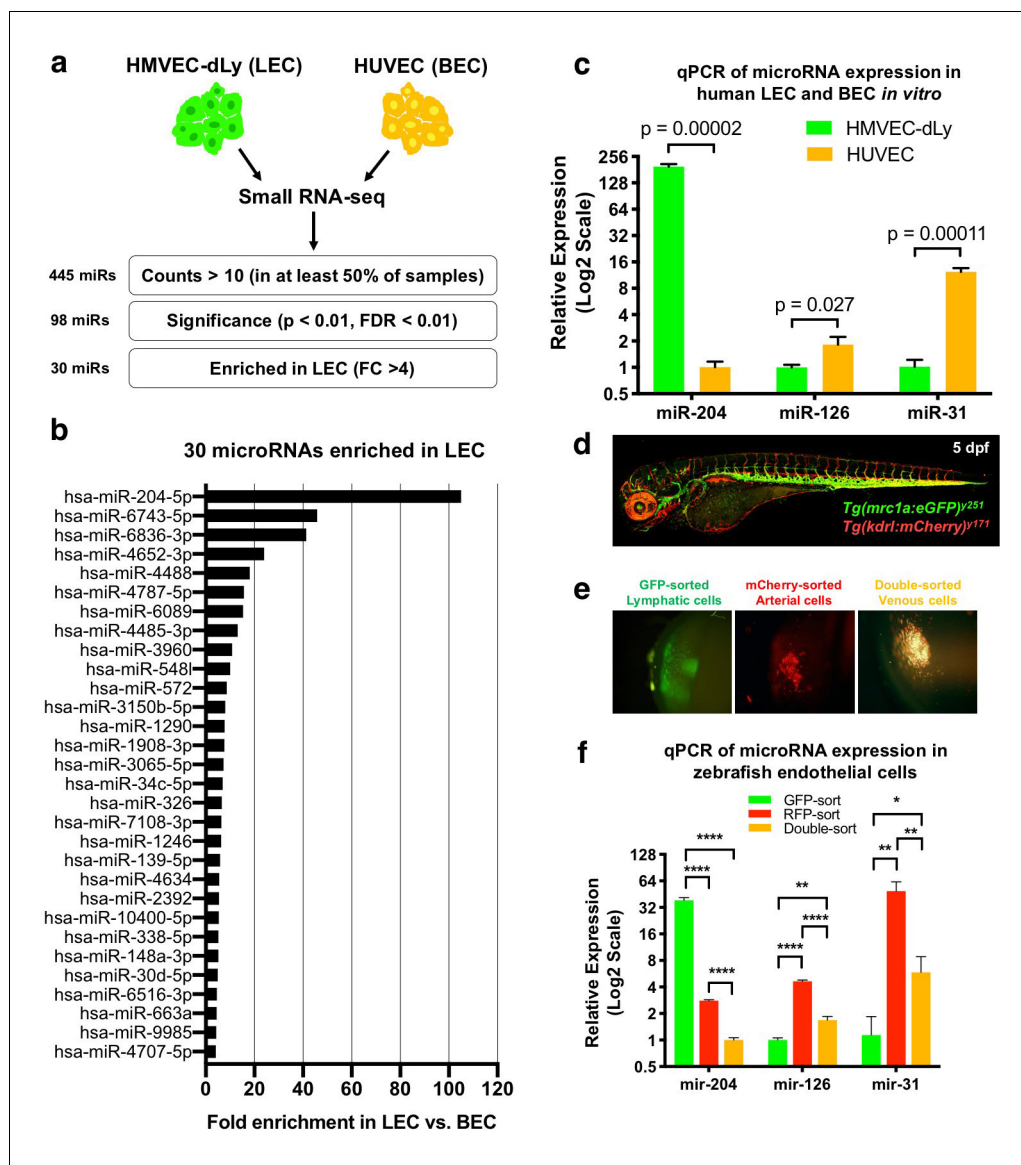 a
HMVEC-dLy (LEC)
HUVEC (BEC)
Small RNA-seq
445 miRs
Counts > 10 (in at least 50% of samples)
98 miRs
Significance (p < 0.01, FDR < 0.01)
30 miRs
Enriched in LEC (FC >4)
b
30 microRNAs enriched in LEC
hsa-miR-204-5p
hsa-miR-6743-5p
hsa-miR-6836-3p
hsa-miR-4652-3p
hsa-miR-4488
hsa-miR-4787-5p
hsa-miR-6089
hsa-miR-4485-3p
hsa-miR-3960
hsa-miR-548l
hsa-miR-572
hsa-miR-3150b-5p
hsa-miR-1290
hsa-miR-1908-3p
hsa-miR-3065-5p
hsa-miR-34c-5p
hsa-miR-326
hsa-miR-7108-3p
hsa-miR-1246
hsa-miR-139-5p
hsa-miR-4634
hsa-miR-2392
hsa-miR-10400-5p
hsa-miR-338-5p
hsa-miR-148a-3p
hsa-miR-30d-5p
hsa-miR-6516-3p
hsa-miR-663a
hsa-miR-9985
hsa-miR-4707-5p
0 20 40 60 80 100 120
Fold enrichment in LEC vs. BEC
c
qPCR of microRNA expression in
human LEC and BEC in vitro
HMVEC-dLy
HUVEC
p = 0.00002
p = 0.027
p = 0.00011
Relative Expression
(Log2 Scale)
256
128
64
32
16
8
4
2
1
0.5
miR-204 miR-126 miR-31
d
5 dpf
Tg(mrc1a:eGFP)y251
Tg(kdrl:mCherry)y171
e
GFP-sorted
Lymphatic cells
mCherry-sorted
Arterial cells
Double-sorted
Venous cells
f
qPCR of microRNA expression in
zebrafish endothelial cells
GFP-sort
RFP-sort
Double-sort
****
****
****
**
****
****
*
**
**
Relative Expression
(Log2 Scale)
128
64
32
16
8
4
2
1
0.5
mir-204 mir-126 mir-31